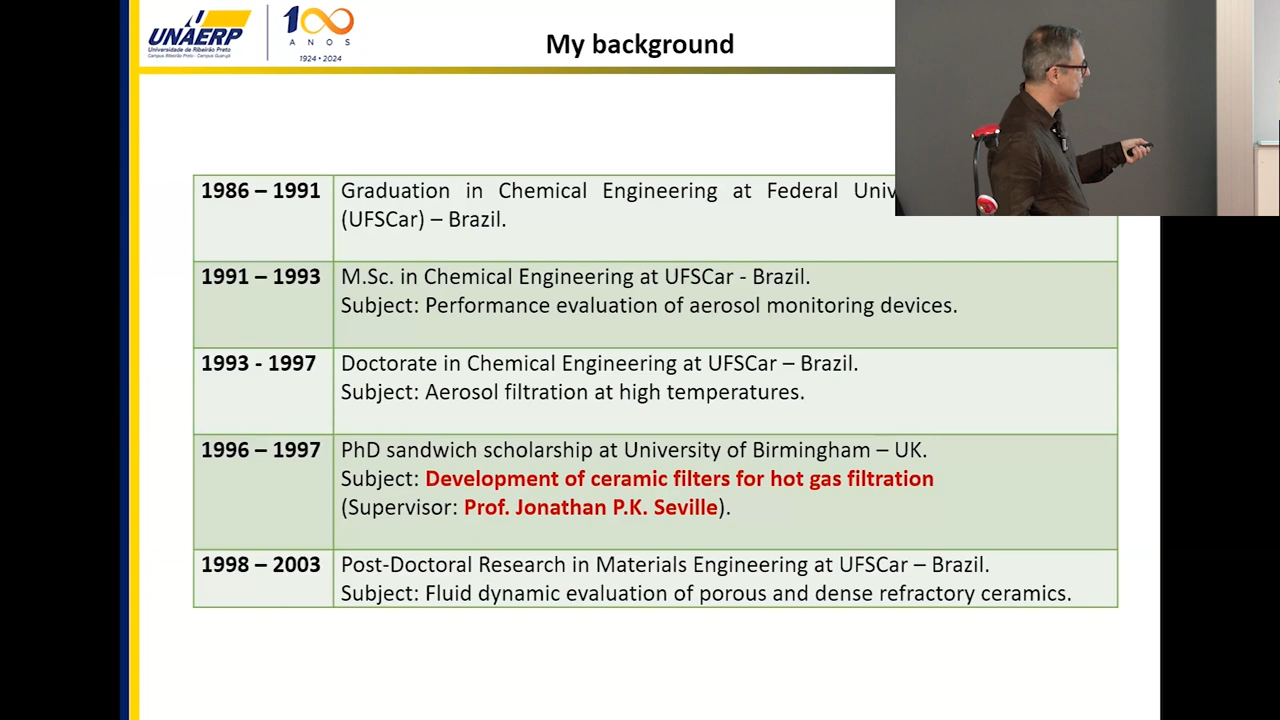 UNAERP
Universidade de Ribeirão Preto
Campus Ribeirão Preto - Campus Guarujá
100
ANOS
1924 • 2024
My background
1986 – 1991
Graduation in Chemical Engineering at Federal Univ
(UFSCar) – Brazil.
1991 – 1993
M.Sc. in Chemical Engineering at UFSCar - Brazil.
Subject: Performance evaluation of aerosol monitoring devices.
1993 - 1997
Doctorate in Chemical Engineering at UFSCar – Brazil.
Subject: Aerosol filtration at high temperatures.
1996 – 1997
PhD sandwich scholarship at University of Birmingham – UK.
Subject: Development of ceramic filters for hot gas filtration
(Supervisor: Prof. Jonathan P.K. Seville).
1998 – 2003
Post-Doctoral Research in Materials Engineering at UFSCar – Brazil.
Subject: Fluid dynamic evaluation of porous and dense refractory ceramics.